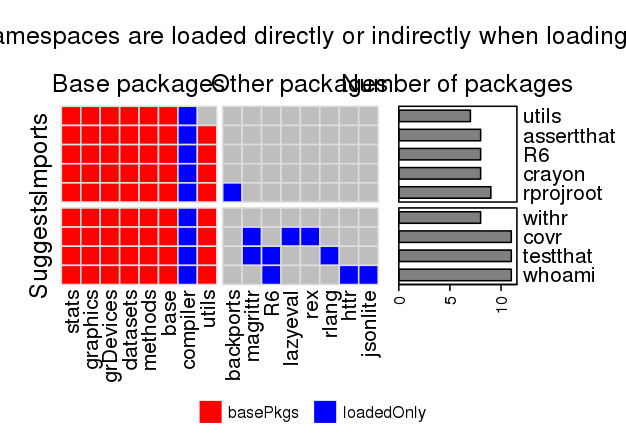 amespaces are loaded directly or indirectly when loading
Base packages
Other packages
Number of packages
Imports
Suggests
utils
assertthat
R6
crayon
rprojroot
withr
covr
testthat
whoami
0 5 10
stats
graphics
grDevices
datasets
methods
base
compiler
utils
backports
magrittr
R6
lazyeval
rex
rlang
httr
jsonlite
basePkgs
loadedOnly